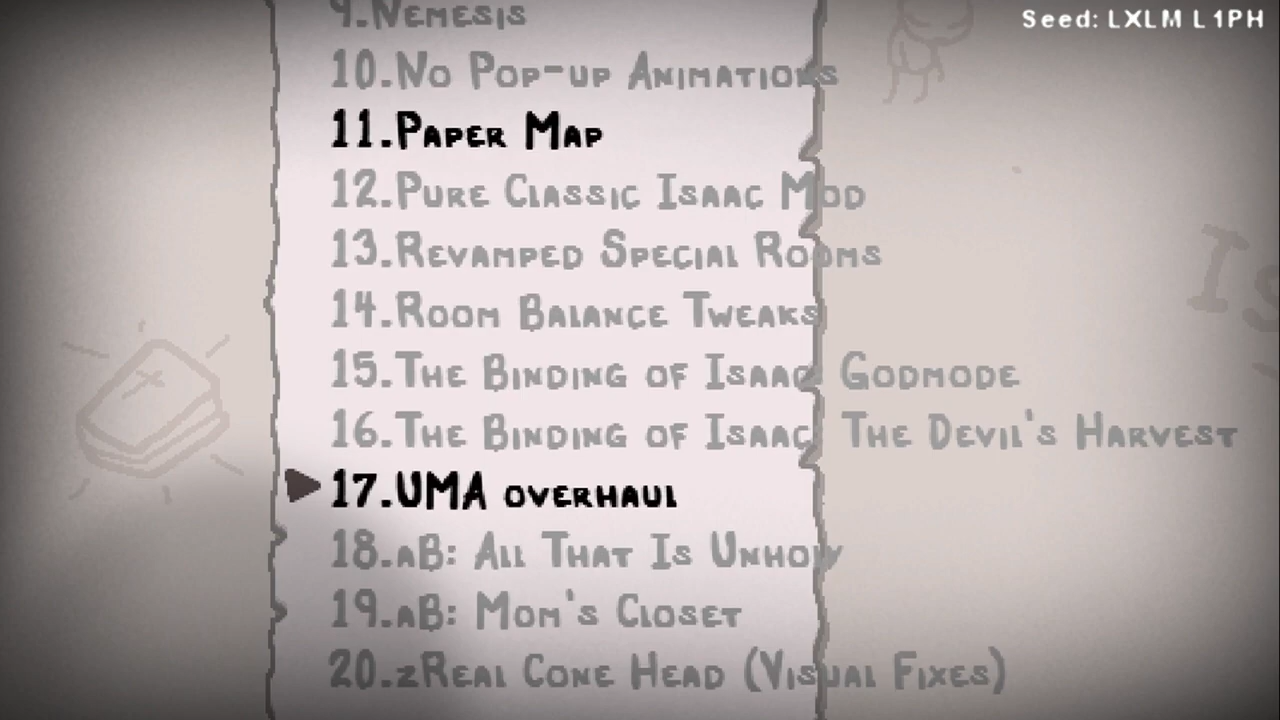 Seed: LXLM L1PH
9.Nemesis
10.No Pop-up Animations
11.Paper Map
12.Pure Classic Isaac Mod
13.Revamped Special Rooms
14.Room Balance Tweaks
15.The Binding of Isaac Godmode
16.The Binding of Isaac The Devil's Harvest
17.UMA overhaul
18.aB: All That Is Unholy
19.aB: Mom's Closet
20.zReal Cone Head (Visual Fixes)
Is